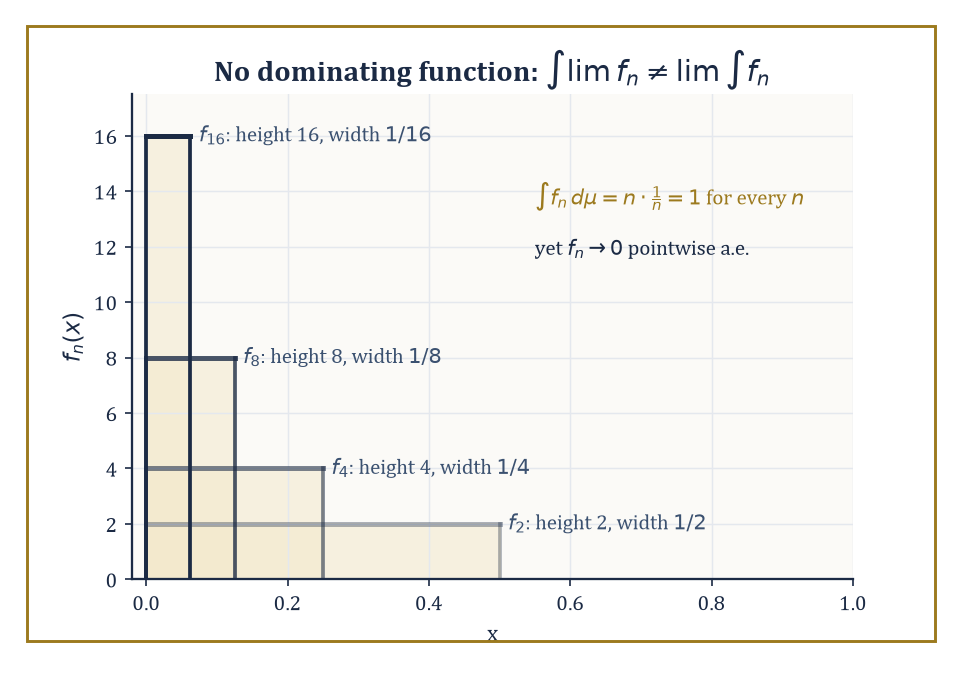 No dominating function: ∫lim fₙ ≠ lim ∫fₙ
16
f₁₆: height 16, width 1/16
14
∫fₙ dμ = n · 1/n = 1 for every n
12
yet fₙ → 0 pointwise a.e.
10
fₙ(x)
8
f₈: height 8, width 1/8
6
4
f₄: height 4, width 1/4
2
f₂: height 2, width 1/2
0
0.0 0.2 0.4 0.6 0.8 1.0
x